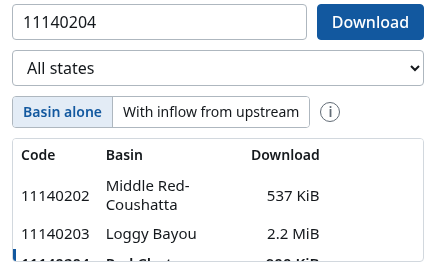 11140204 Download
All states
Basin alone With inflow from upstream
Code Basin Download
11140202 Middle Red-Coushatta 537 KiB
11140203 Loggy Bayou 2.2 MiB